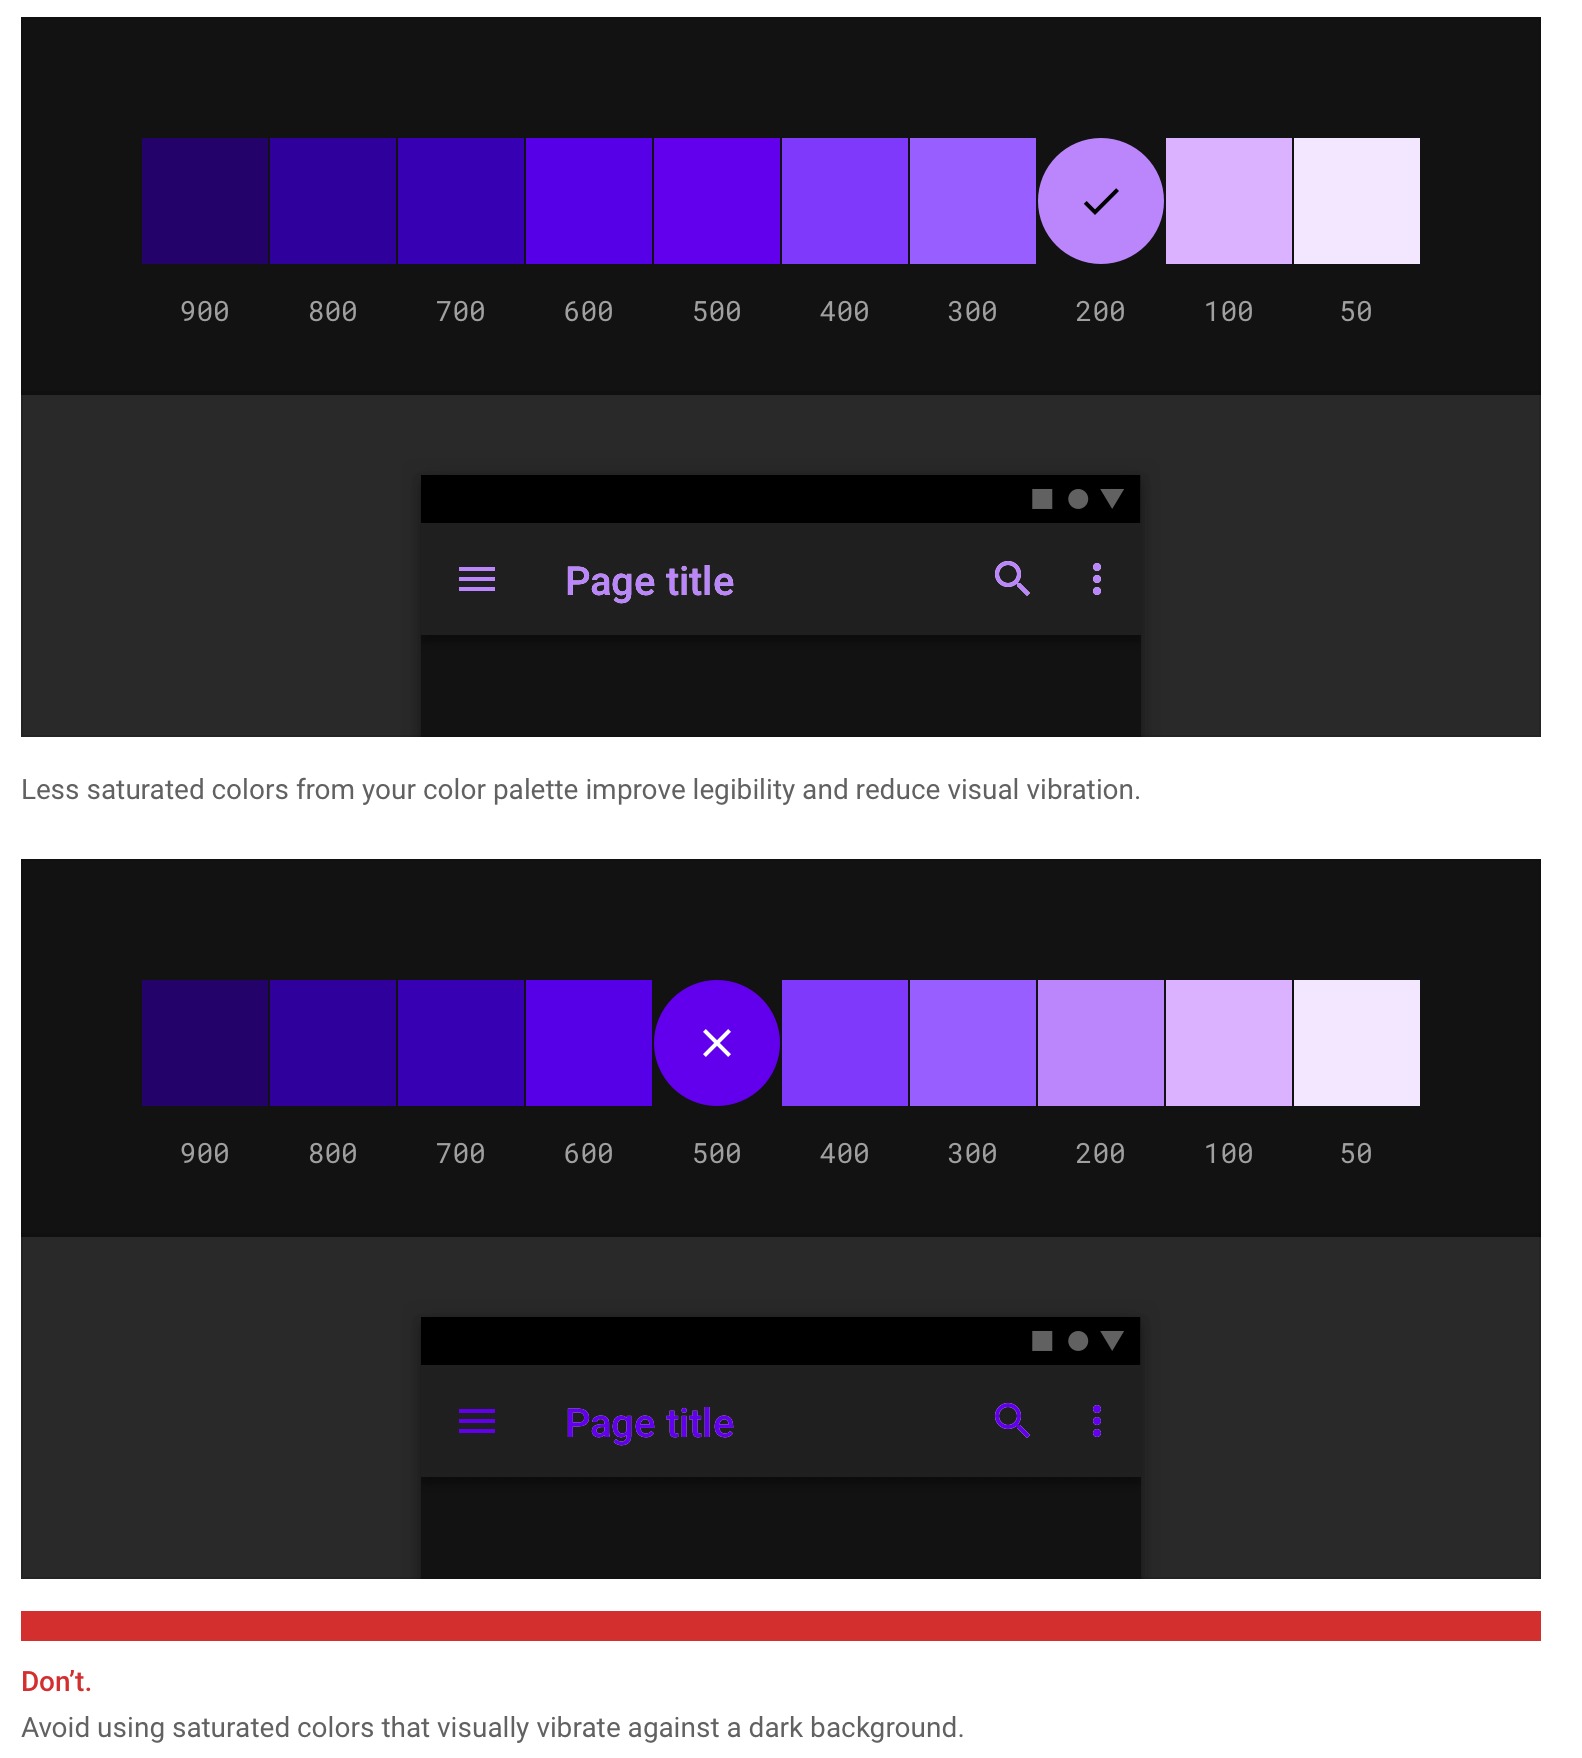 900 800 700 600 500 400 300 200 100 50
Page title
Less saturated colors from your color palette improve legibility and reduce visual vibration.
900 800 700 600 500 400 300 200 100 50
Page title
Don’t.
Avoid using saturated colors that visually vibrate against a dark background.